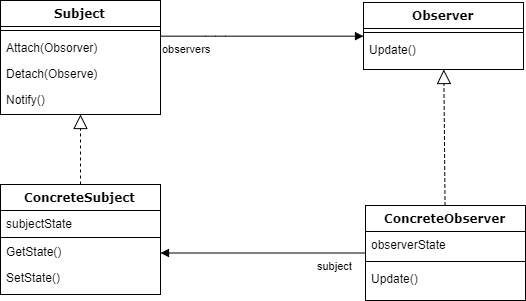 Subject
Attach(Obsorver)
Detach(Observe)
Notify()
observers
Observer
Update()
ConcreteSubject
subjectState
GetState()
SetState()
subject
ConcreteObserver
observerState
Update()